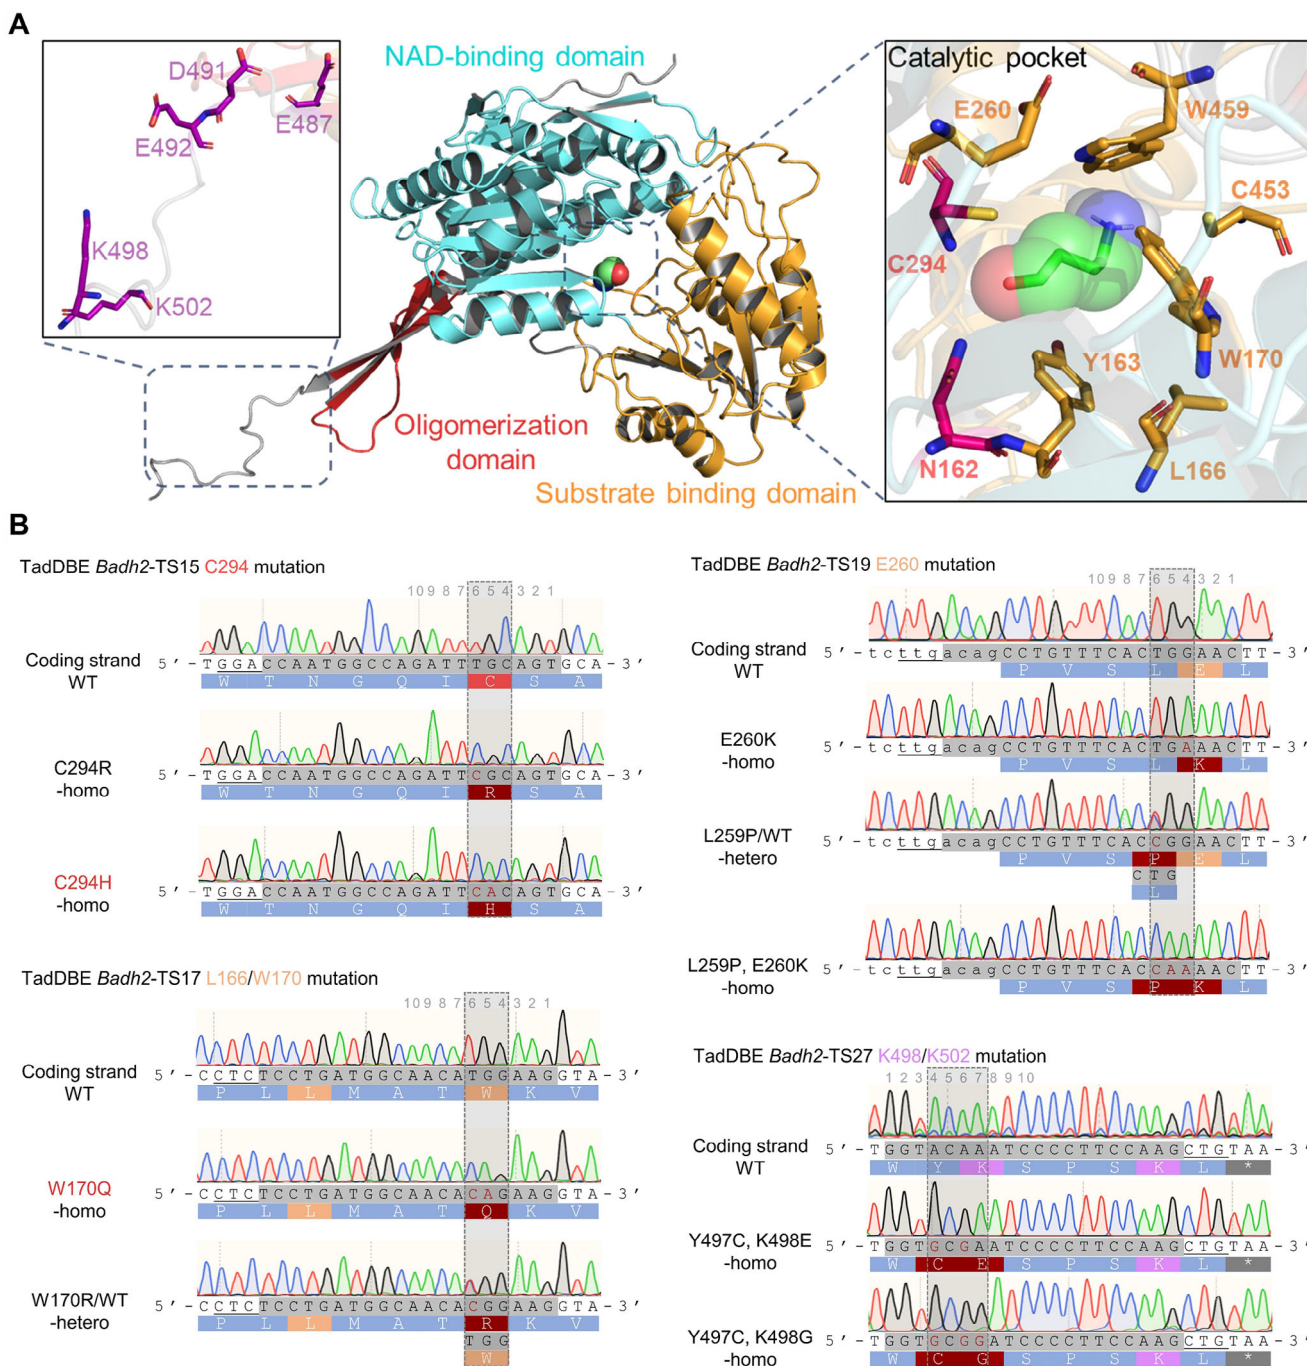 A
D491
E487
E492
K498
K502
NAD-binding domain
Oligomerization
domain
Substrate binding domain
Catalytic pocket
E260
W459
C453
C294
W170
Y163
N162
L166
B
TadDBE Badh2-TS15 C294 mutation
10 9 8 7 6 5 4 3 2 1
Coding strand
WT
5'-TGGACCAATGGCCAGATTTGCAGTGCA-3'
W T N G Q I C S A
C294R
-homo
5'-TGGACCAATGGCCAGATTCGCAGTGCA-3'
W T N G Q I R S A
C294H
-homo
5'-TGGACCAATGGCCAGATTCACAGTGCA-3'
W T N G Q I H S A
TadDBE Badh2-TS17 L166/W170 mutation
10 9 8 7 6 5 4 3 2 1
Coding strand
WT
5'-CCTCTCCTGATGGCAACATGGAAGGTA-3'
P L L M A T W K V
W170Q
-homo
5'-CCTCTCCTGATGGCAACACAGAAGGTA-3'
P L L M A T Q K V
W170R/WT
-hetero
5'-CCTCTCCTGATGGCAACACGGAAGGTA-3'
P L L M A T R K V
TGG
W
TadDBE Badh2-TS19 E260 mutation
10 9 8 7 6 5 4 3 2 1
Coding strand
WT
5'-tcttgacagCCTGTTTCACTGGAACTT-3'
P V S L E L
E260K
-homo
5'-tcttgacagCCTGTTTCACTGAAACTT-3'
P V S L K L
L259P/WT
-hetero
5'-tcttgacagCCTGTTTCACCGGAACTT-3'
P V S P E L
CTG
L
L259P, E260K
-homo
5'-tcttgacagCCTGTTTCACCAAAACTT-3'
P V S P K L
TadDBE Badh2-TS27 K498/K502 mutation
1 2 3 4 5 6 7 8 9 10
Coding strand
WT
5'-TGGTACAAATCCCCTTCCAAGCTGTAA-3'
W Y K S P S K L *
Y497C, K498E
-homo
5'-TGGTGCGAATCCCCTTCCAAGCTGTAA-3'
W C E S P S K L *
Y497C, K498G
-homo
5'-TGGTGCGGATCCCCTTCCAAGCTGTAA-3'
W C G S P S K L *